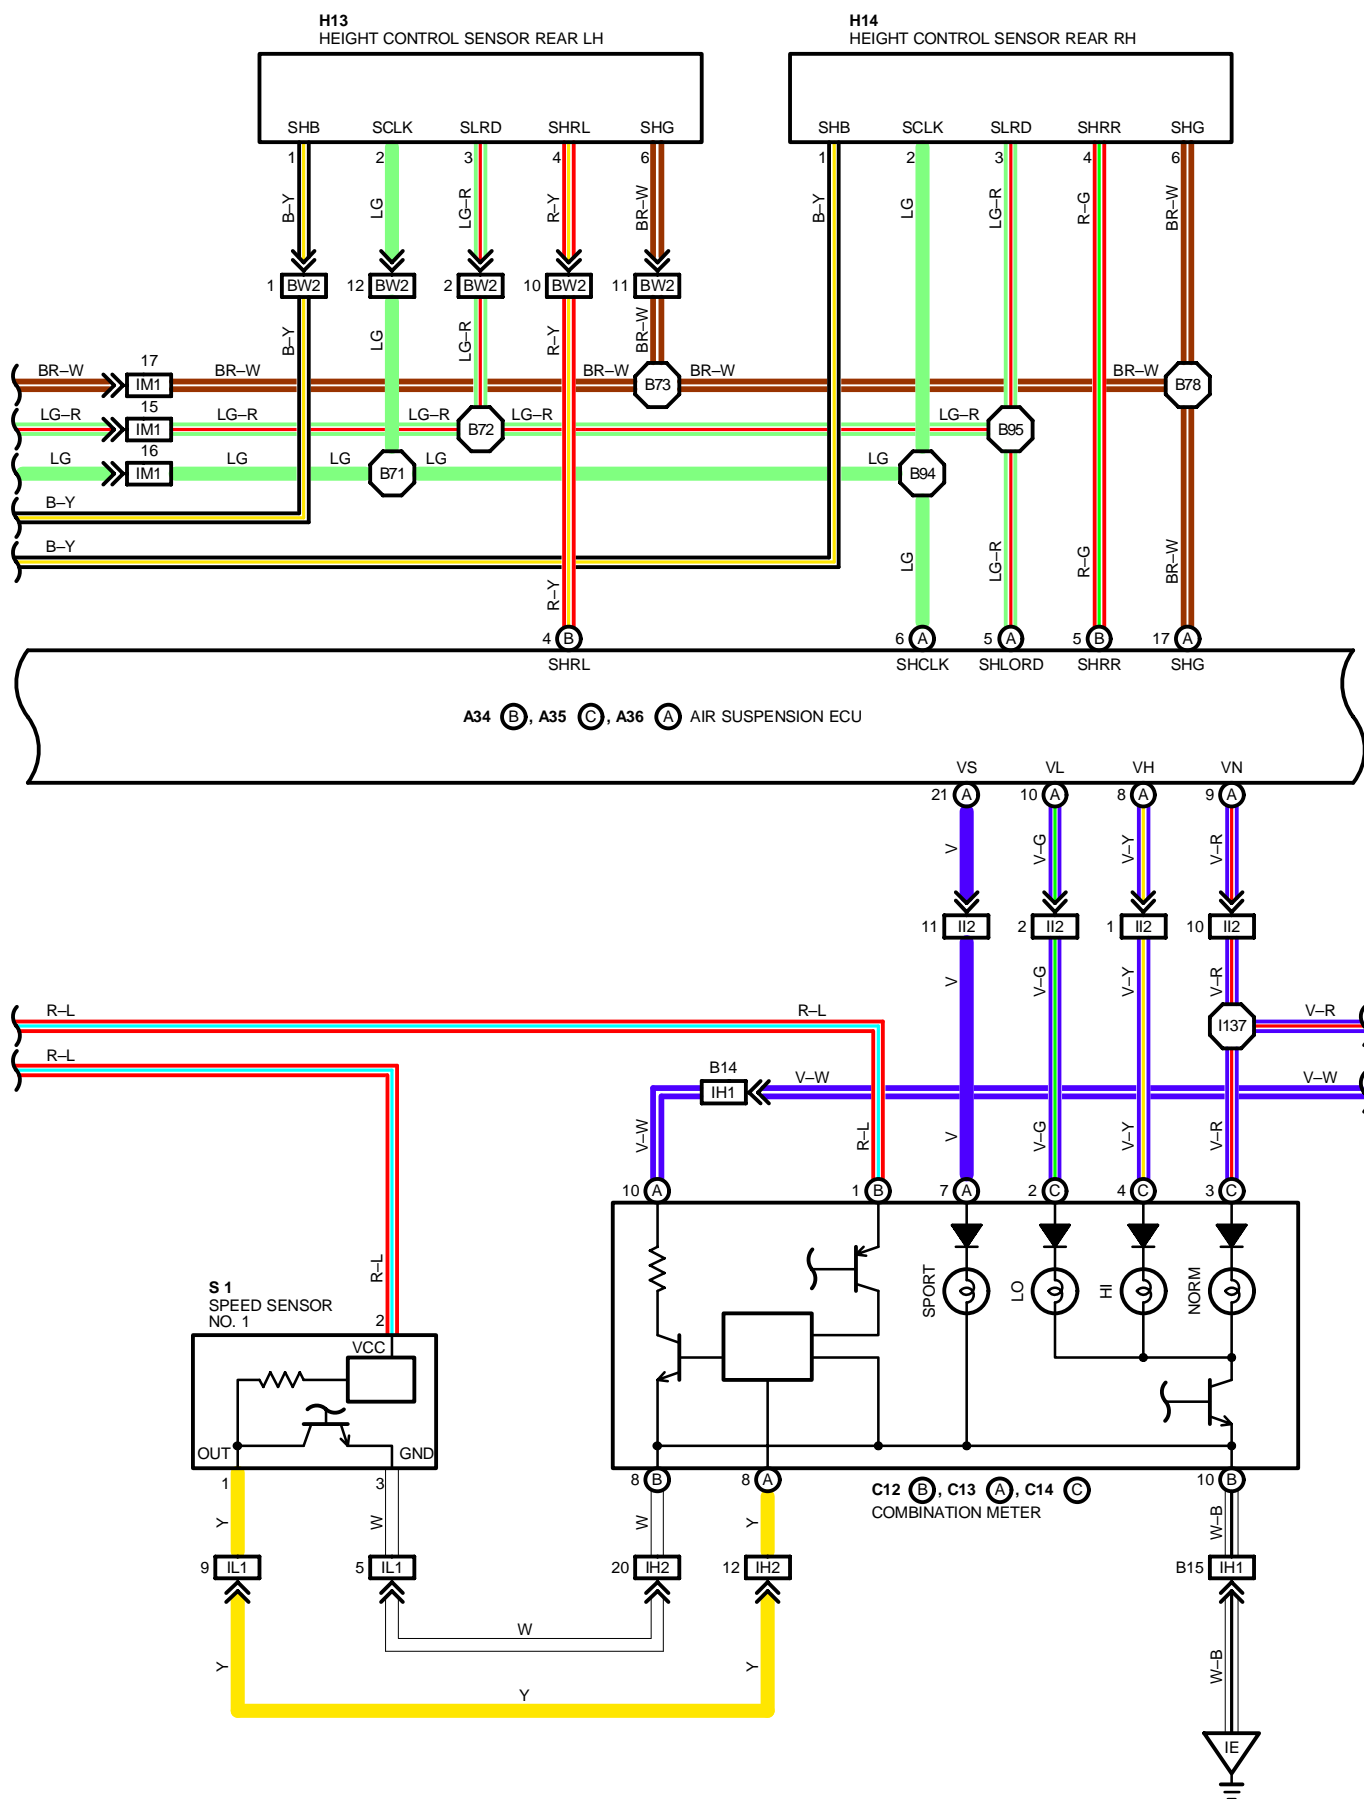 H13
HEIGHT CONTROL SENSOR REAR LH
H14
HEIGHT CONTROL SENSOR REAR RH
SHB SCLK SLRD SHRL SHG
SHB SCLK SLRD SHRR SHG
1 2 3 4 6
1 2 3 4 6
B–Y LG LG–R R–Y BR–W
B–Y LG LG–R R–G BR–W
1 BW2 12 BW2 2 BW2 10 BW2 11 BW2
B–Y LG LG–R R–Y BR–W
17
BR–W IM1 BR–W BR–W B73 BR–W BR–W B78
15
LG–R IM1 LG–R LG–R B72 LG–R LG–R B95
16
LG IM1 LG LG B71 LG LG B94
B–Y
B–Y
R–Y LG LG–R R–G BR–W
4 B 6 A 5 A 5 B 17 A
SHRL SHCLK SHLORD SHRR SHG
A34 B , A35 C , A36 A AIR SUSPENSION ECU
VS VL VH VN
21 A 10 A 8 A 9 A
V V–G V–Y V–R
11 II2 2 II2 1 II2 10 II2
V V–G V–Y V–R
R–L R–L
I137 V–R
R–L
B14
IH1 V–W V–W
V–W R–L V V–G V–Y V–R
10 A 1 B 7 A 2 C 4 C 3 C
R–L
SPORT LO HI NORM
S 1
SPEED SENSOR
NO. 1
2
VCC
OUT GND
1 3
8 B 8 A 10 B
C12 B , C13 A , C14 C
COMBINATION METER
Y W W Y W–B
9 IL1 5 IL1 20 IH2 12 IH2 B15 IH1
W
Y Y W–B
Y
IE